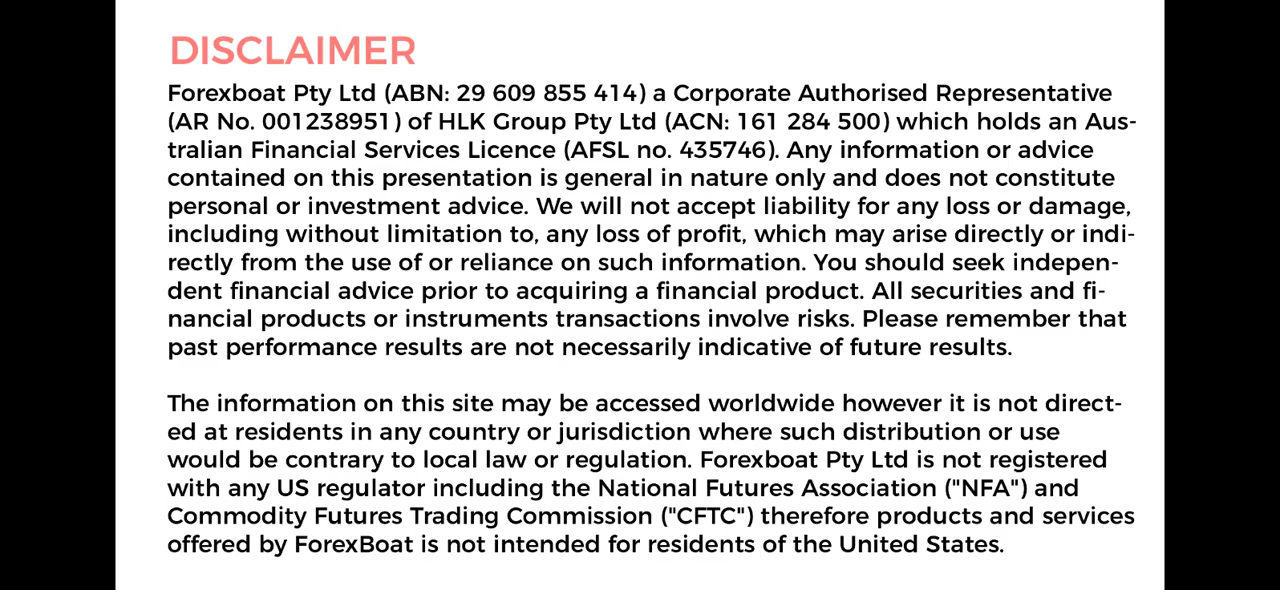 DISCLAIMER
Forexboat Pty Ltd (ABN: 29 609 855 414) a Corporate Authorised Representative
(AR No. 001238951) of HLK Group Pty Ltd (ACN: 161 284 500) which holds an Aus-
tralian Financial Services Licence (AFSL no. 435746). Any information or advice
contained on this presentation is general in nature only and does not constitute
personal or investment advice. We will not accept liability for any loss or damage,
including without limitation to, any loss of profit, which may arise directly or indi-
rectly from the use of or reliance on such information. You should seek indepen-
dent financial advice prior to acquiring a financial product. All securities and fi-
nancial products or instruments transactions involve risks. Please remember that
past performance results are not necessarily indicative of future results.
The information on this site may be accessed worldwide however it is not direct-
ed at residents in any country or jurisdiction where such distribution or use
would be contrary to local law or regulation. Forexboat Pty Ltd is not registered
with any US regulator including the National Futures Association ("NFA") and
Commodity Futures Trading Commission ("CFTC") therefore products and services
offered by ForexBoat is not intended for residents of the United States.